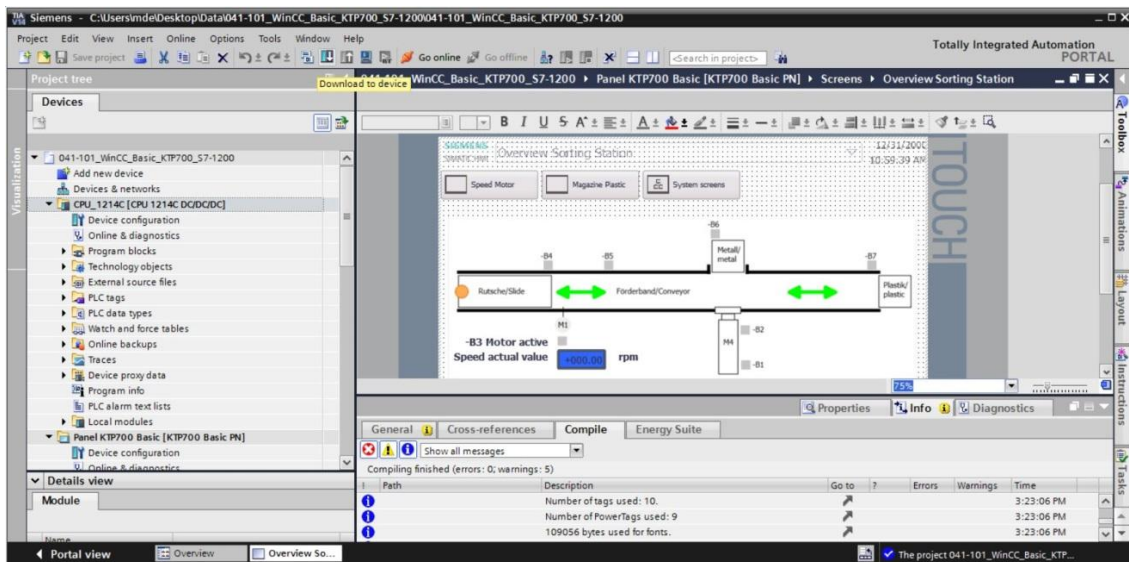 Siemens - C:\Users\mde\Desktop\Data\041-101_WinCC_Basic_KTP700_S7-1200\041-101_WinCC_Basic_KTP700_S7-1200
Project Edit View Insert Online Options Tools Window Help
Save project Go online Go offline <Search in project>
Totally Integrated Automation
PORTAL
Project tree
Download to device
041-101_WinCC_Basic_KTP700_S7-1200 Panel KTP700 Basic [KTP700 Basic PN] Screens Overview Sorting Station
Devices
Visualization
041-101_WinCC_Basic_KTP700_S7-1200
Add new device
Devices & networks
CPU_1214C [CPU 1214C DC/DC/DC]
Device configuration
Online & diagnostics
Program blocks
Technology objects
External source files
PLC tags
PLC data types
Watch and force tables
Online backups
Traces
Device proxy data
Program info
PLC alarm text lists
Local modules
Panel KTP700 Basic [KTP700 Basic PN]
Device configuration
Online & diagnostics
Details view
Module
Name
B I U S A
SIEMENS
SIMATIC HMI
Overview Sorting Station
12/31/2000
10:59:39 AM
TOUCH
Speed Motor
Magazine Plastic
System screens
-B6
-B4
-B5
Metall/
metal
-B7
Rutsche/Slide
Förderband/Conveyor
Plastik/
plastic
M1
-B3 Motor active
Speed actual value
+000.00
rpm
M4
-B2
-B1
75%
Properties Info Diagnostics
General Cross-references Compile Energy Suite
Show all messages
Compiling finished (errors: 0; warnings: 5)
! Path Description Go to ? Errors Warnings Time
Number of tags used: 10. 3:23:06 PM
Number of PowerTags used: 9 3:23:06 PM
109056 bytes used for fonts. 3:23:06 PM
Toolbox
Animations
Layout
Instructions
Tasks
Portal view
Overview
Overview So...
The project 041-101_WinCC_Basic_KTP...